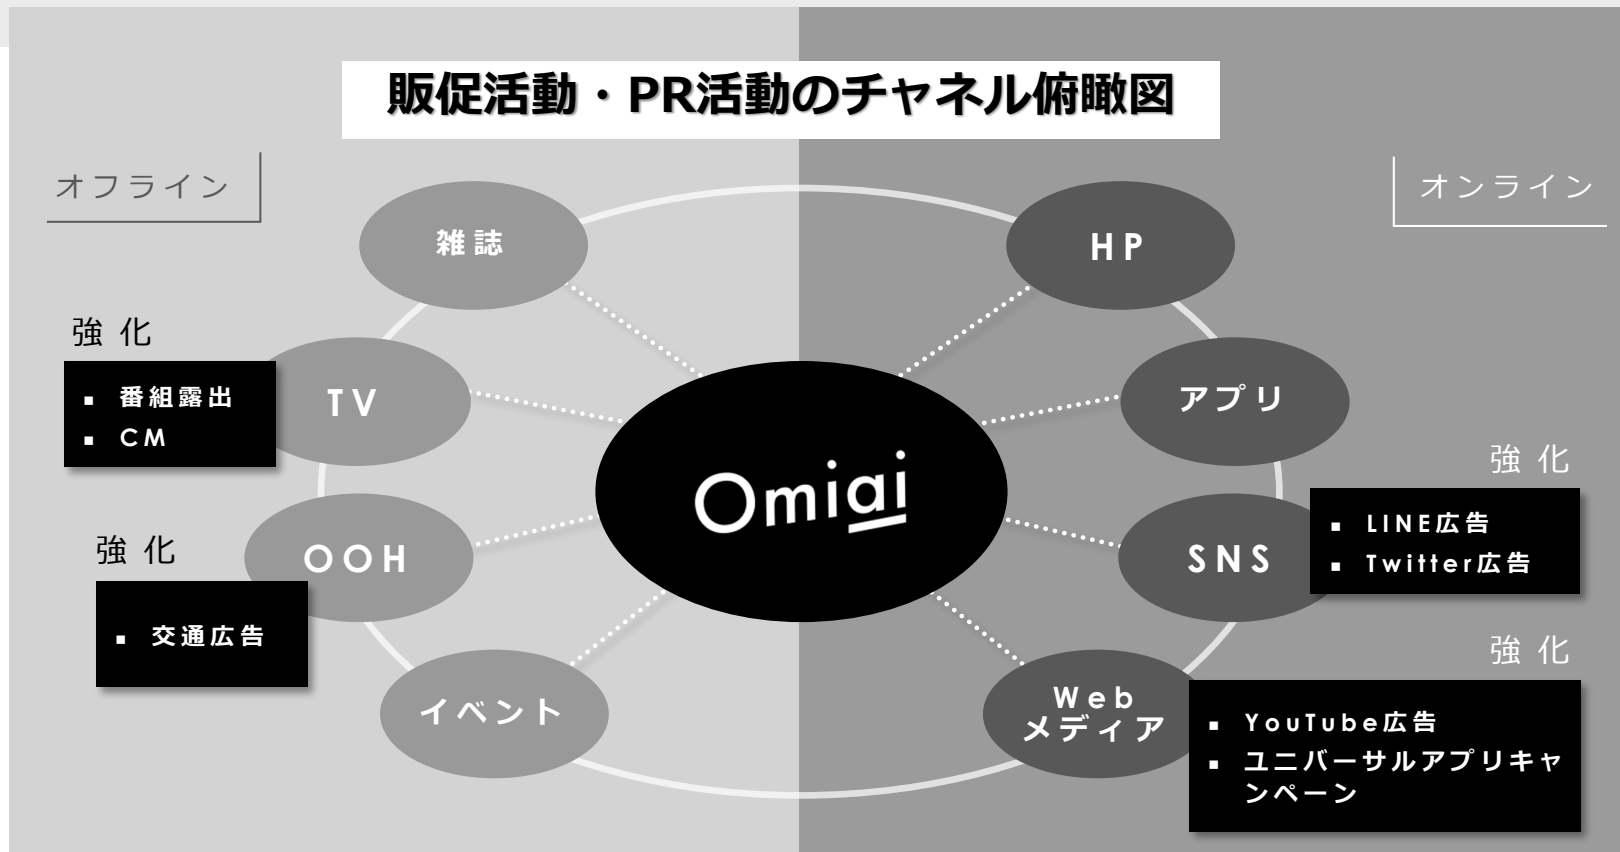 販促活動・PR活動のチャネル俯瞰図
オフライン
オンライン
雑誌
HP
強化
■ 番組露出
■ CM
TV
アプリ
Omiai
強化
■ 交通広告
OOH
SNS
強化
■ LINE広告
■ Twitter広告
イベント
Web
メディア
強化
■ YouTube広告
■ ユニバーサルアプリキャ
ンペーン